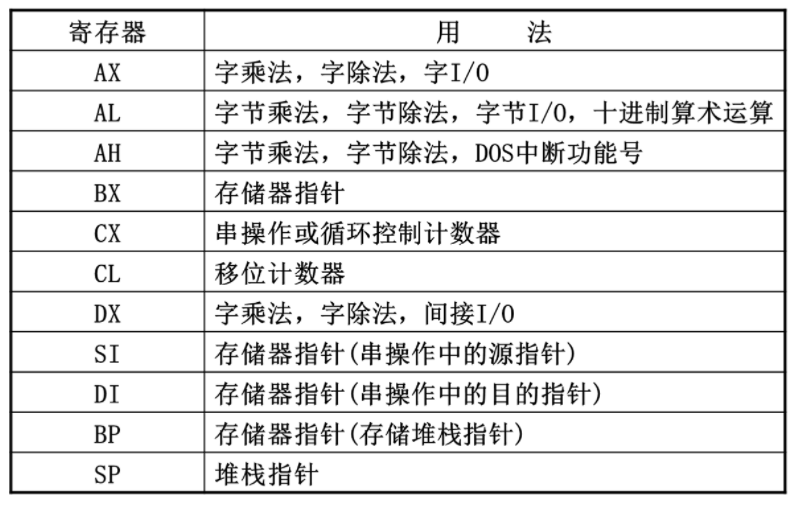 寄存器 用 法
AX 字乘法，字除法，字I/O
AL 字节乘法，字节除法，字节I/O，十进制算术运算
AH 字节乘法，字节除法，DOS中断功能号
BX 存储器指针
CX 串操作或循环控制计数器
CL 移位计数器
DX 字乘法，字除法，间接I/O
SI 存储器指针(串操作中的源指针)
DI 存储器指针(串操作中的目的指针)
BP 存储器指针(存储堆栈指针)
SP 堆栈指针